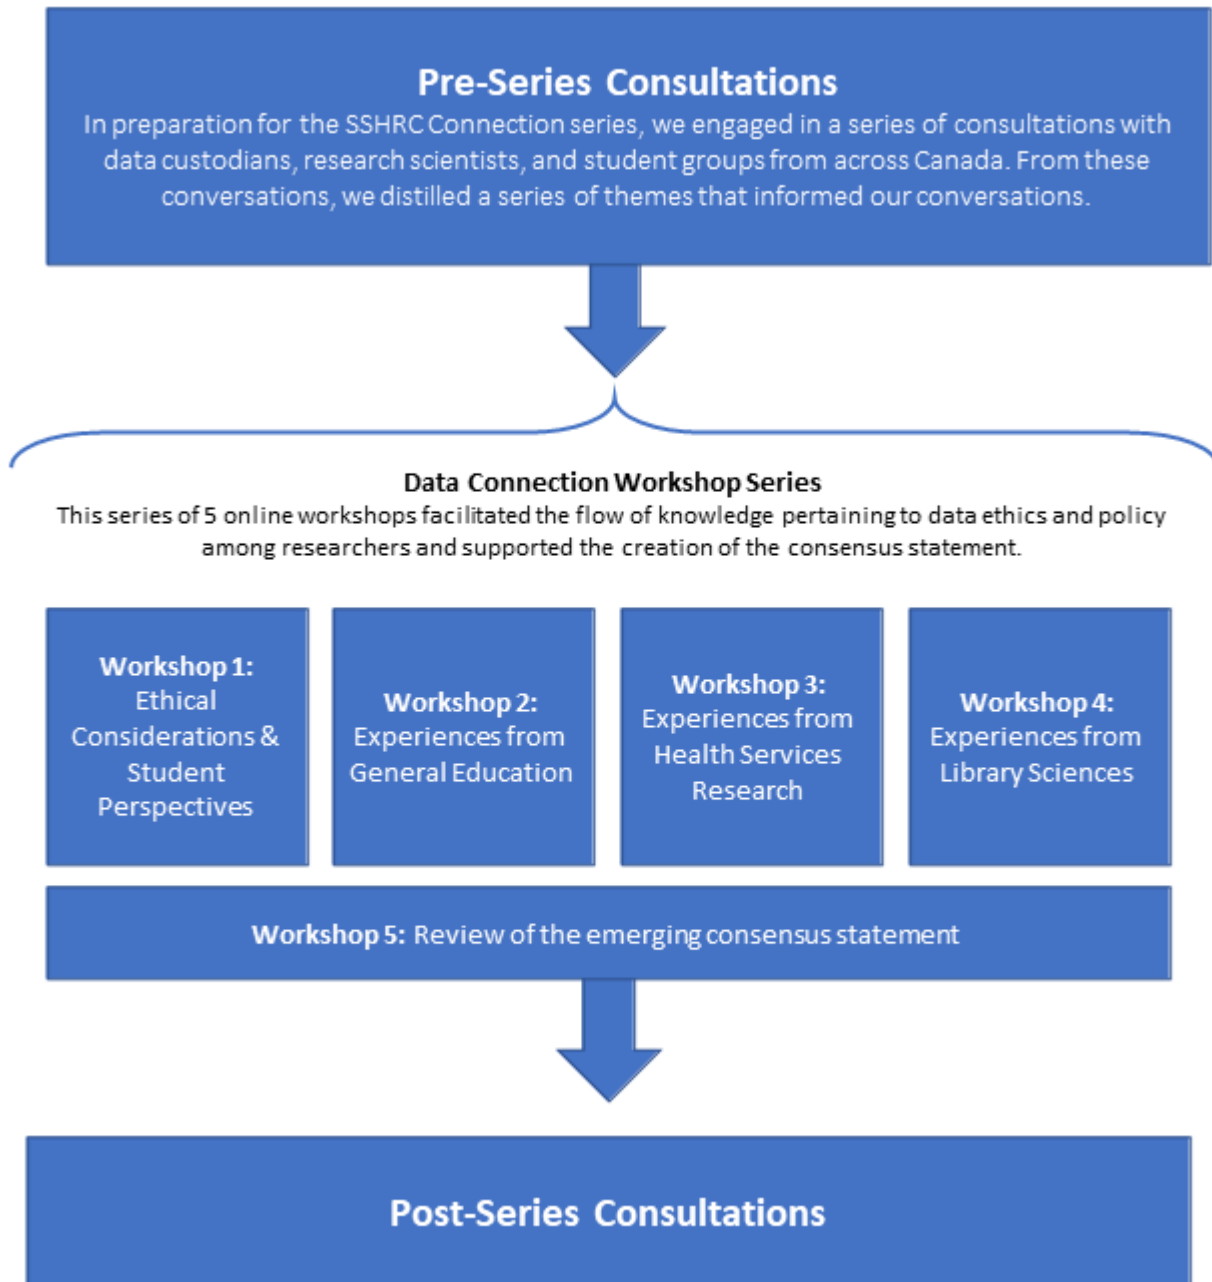 Pre-Series Consultations
In preparation for the SSHRC Connection series, we engaged in a series of consultations with
data custodians, research scientists, and student groups from across Canada. From these
conversations, we distilled a series of themes that informed our conversations.
Data Connection Workshop Series
This series of 5 online workshops facilitated the flow of knowledge pertaining to data ethics and policy
among researchers and supported the creation of the consensus statement.
Workshop 1:
Ethical
Considerations &
Student
Perspectives
Workshop 2:
Experiences from
General Education
Workshop 3:
Experiences from
Health Services
Research
Workshop 4:
Experiences from
Library Sciences
Workshop 5: Review of the emerging consensus statement
Post-Series Consultations